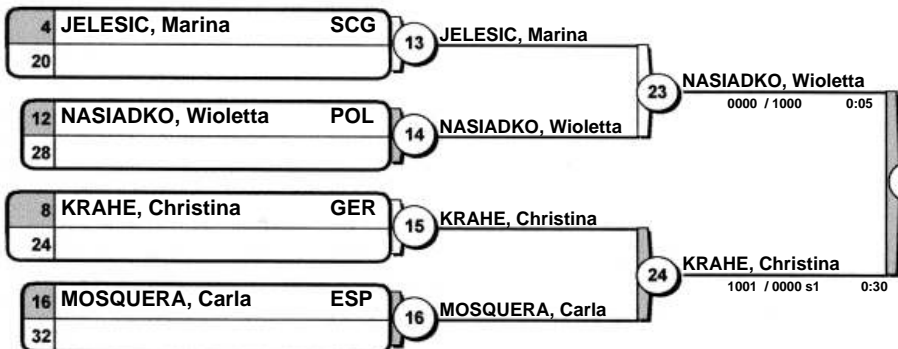 4 JELESIC, Marina SCG
20
13 JELESIC, Marina
12 NASIADKO, Wioletta POL
28
14 NASIADKO, Wioletta
23 NASIADKO, Wioletta
0000 / 1000 0:05
8 KRAHE, Christina GER
24
15 KRAHE, Christina
16 MOSQUERA, Carla ESP
32
16 MOSQUERA, Carla
24 KRAHE, Christina
1001 / 0000 s1 0:30